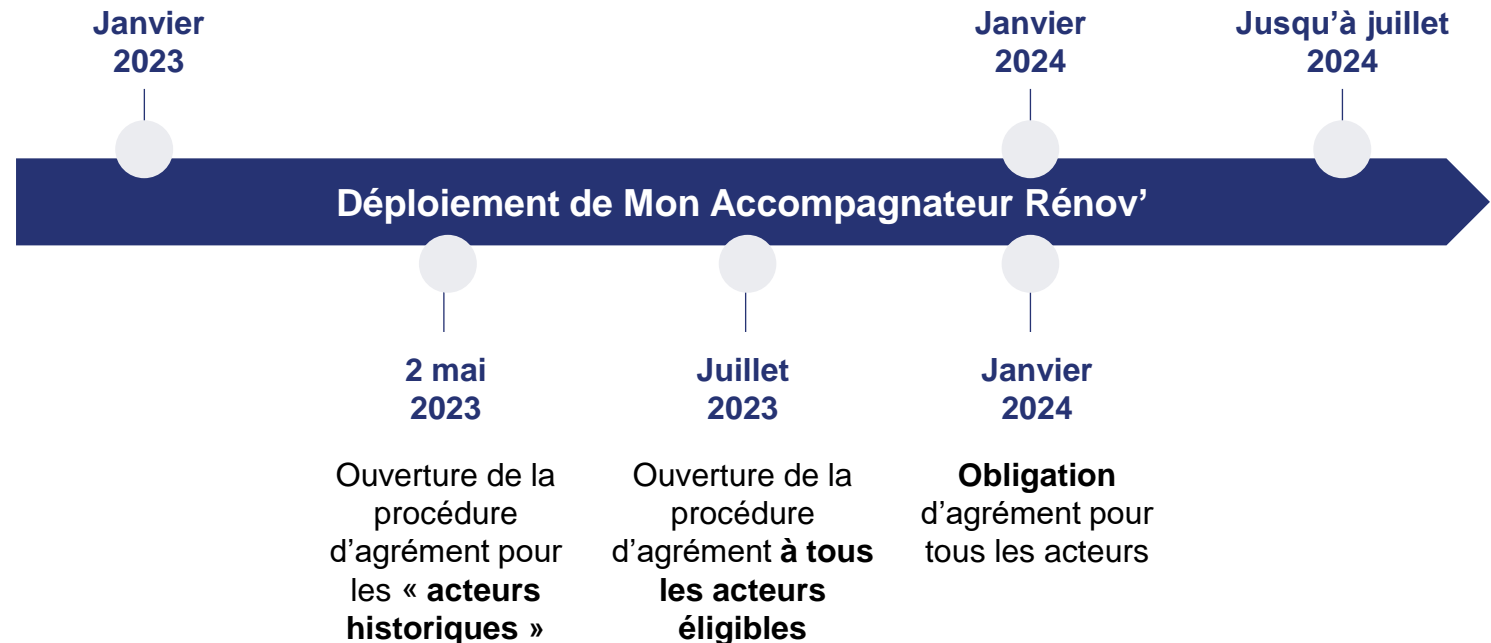 Janvier
2023
Janvier
2024
Jusqu’à juillet
2024
Déploiement de Mon Accompagnateur Rénov’
2 mai
2023
Ouverture de la
procédure
d’agrément pour
les « acteurs
historiques »
Juillet
2023
Ouverture de la
procédure
d’agrément à tous
les acteurs
éligibles
Janvier
2024
Obligation
d’agrément pour
tous les acteurs